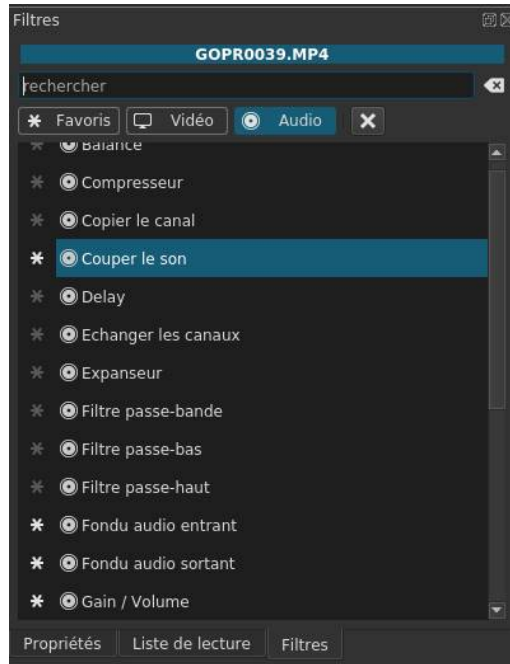 Filtres
GOPR0039.MP4
rechercher
Favoris Vidéo Audio
Balance
Compresseur
Copier le canal
Couper le son
Delay
Echanger les canaux
Expanseur
Filtre passe-bande
Filtre passe-bas
Filtre passe-haut
Fondu audio entrant
Fondu audio sortant
Gain / Volume
Propriétés Liste de lecture Filtres